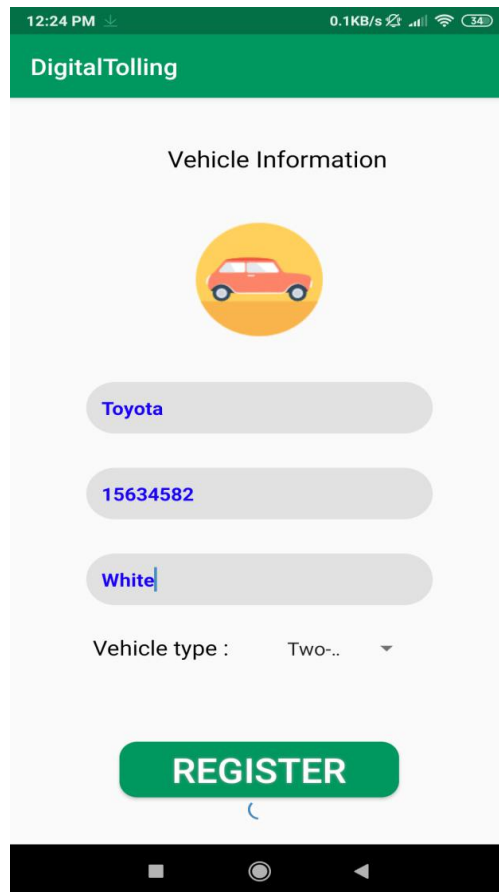 12:24 PM 0.1KB/s 34
DigitalTolling
Vehicle Information
Toyota
15634582
White
Vehicle type : Two-..
REGISTER